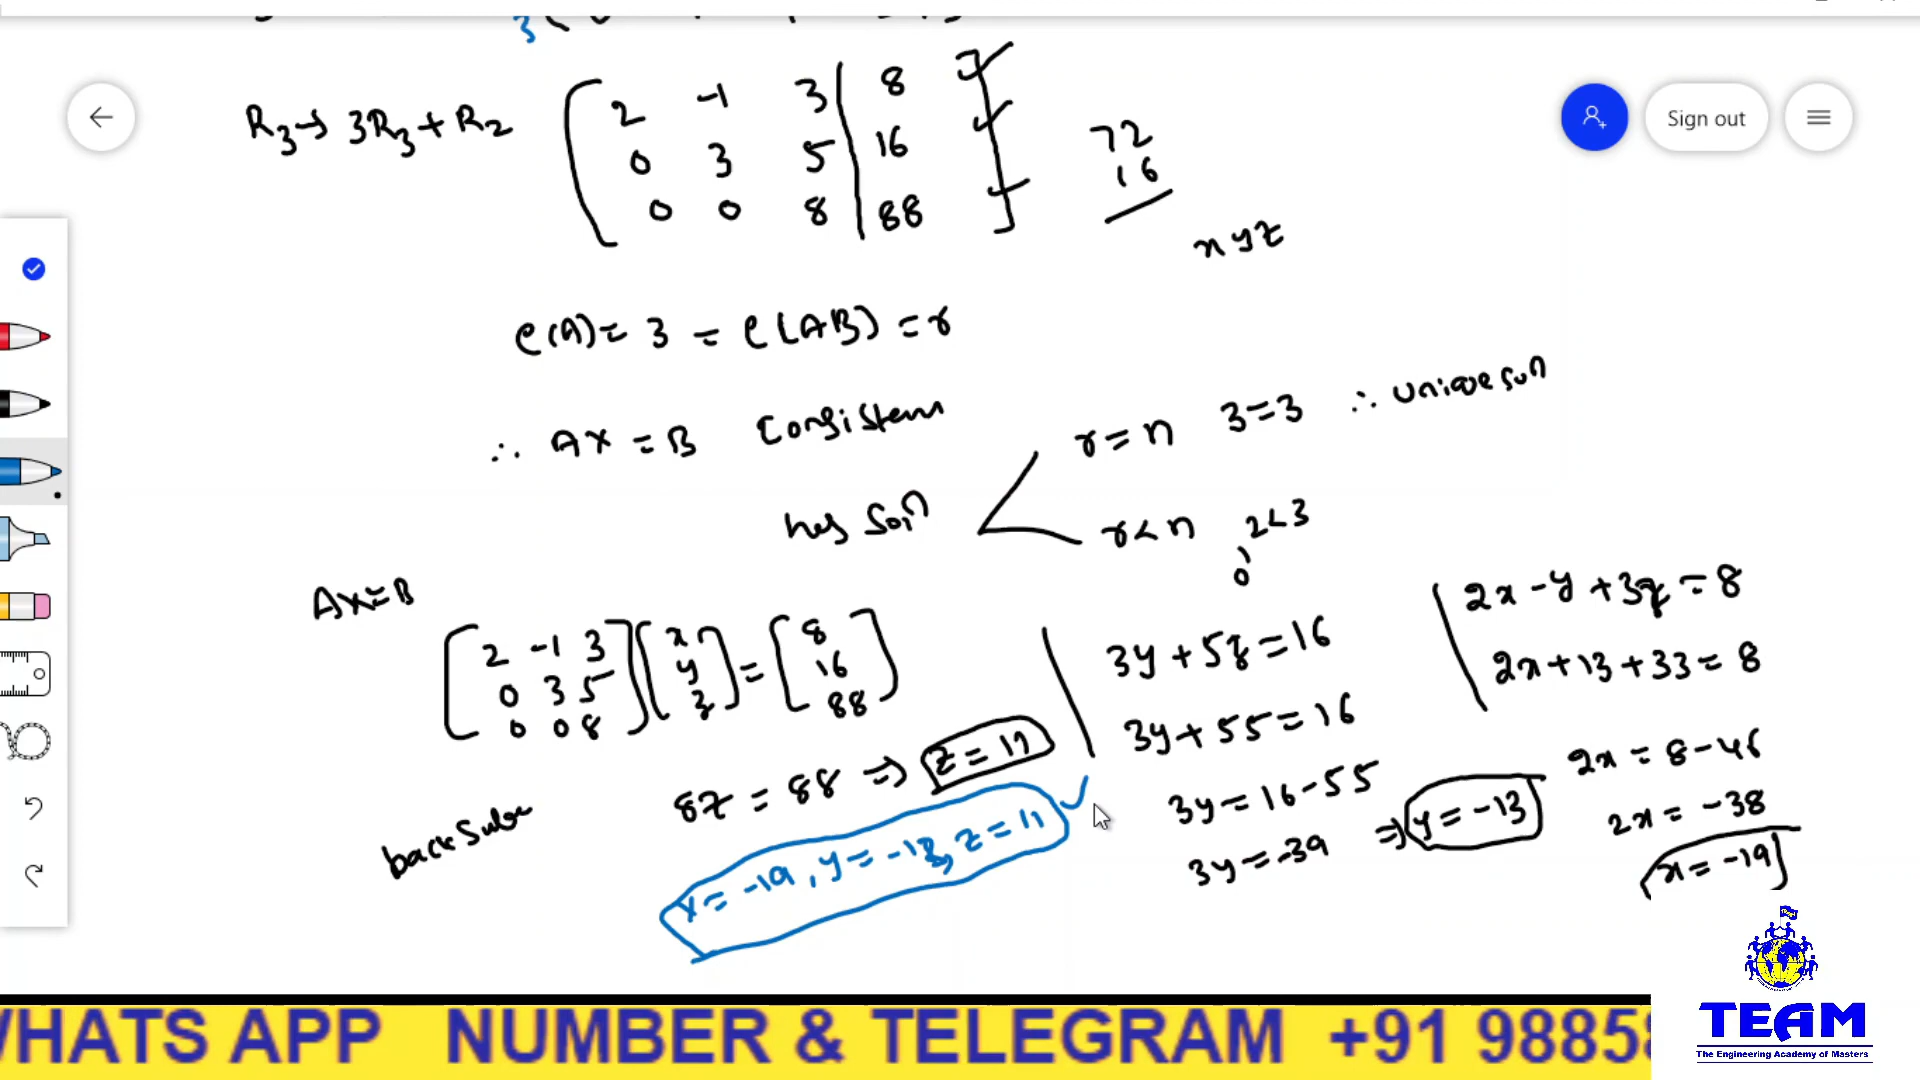 R3 → 3R3 + R2
2 -1 3 | 8
0 3 5 | 16
0 0 8 | 88
72
16
x y z
Sign out
ρ(A) = 3 = ρ(AB) = r
∴ AX = B Consistent
r = n 3 = 3 ∴ unique soln
has soln
r < n 2 < 3
AX = B
2 -1 3
0 3 5
0 0 8
x
y
z
=
8
16
88
back Sub
8z = 88 ⇒ z = 11
3y + 5z = 16
3y + 55 = 16
3y = 16 - 55
3y = -39 ⇒ y = -13
2x - y + 3z = 8
2x + 13 + 33 = 8
2x = 8 - 46
2x = -38
x = -19
x = -19, y = -13, z = 11
WHATS APP NUMBER & TELEGRAM +91 9885
TEAM
The Engineering Academy of Masters